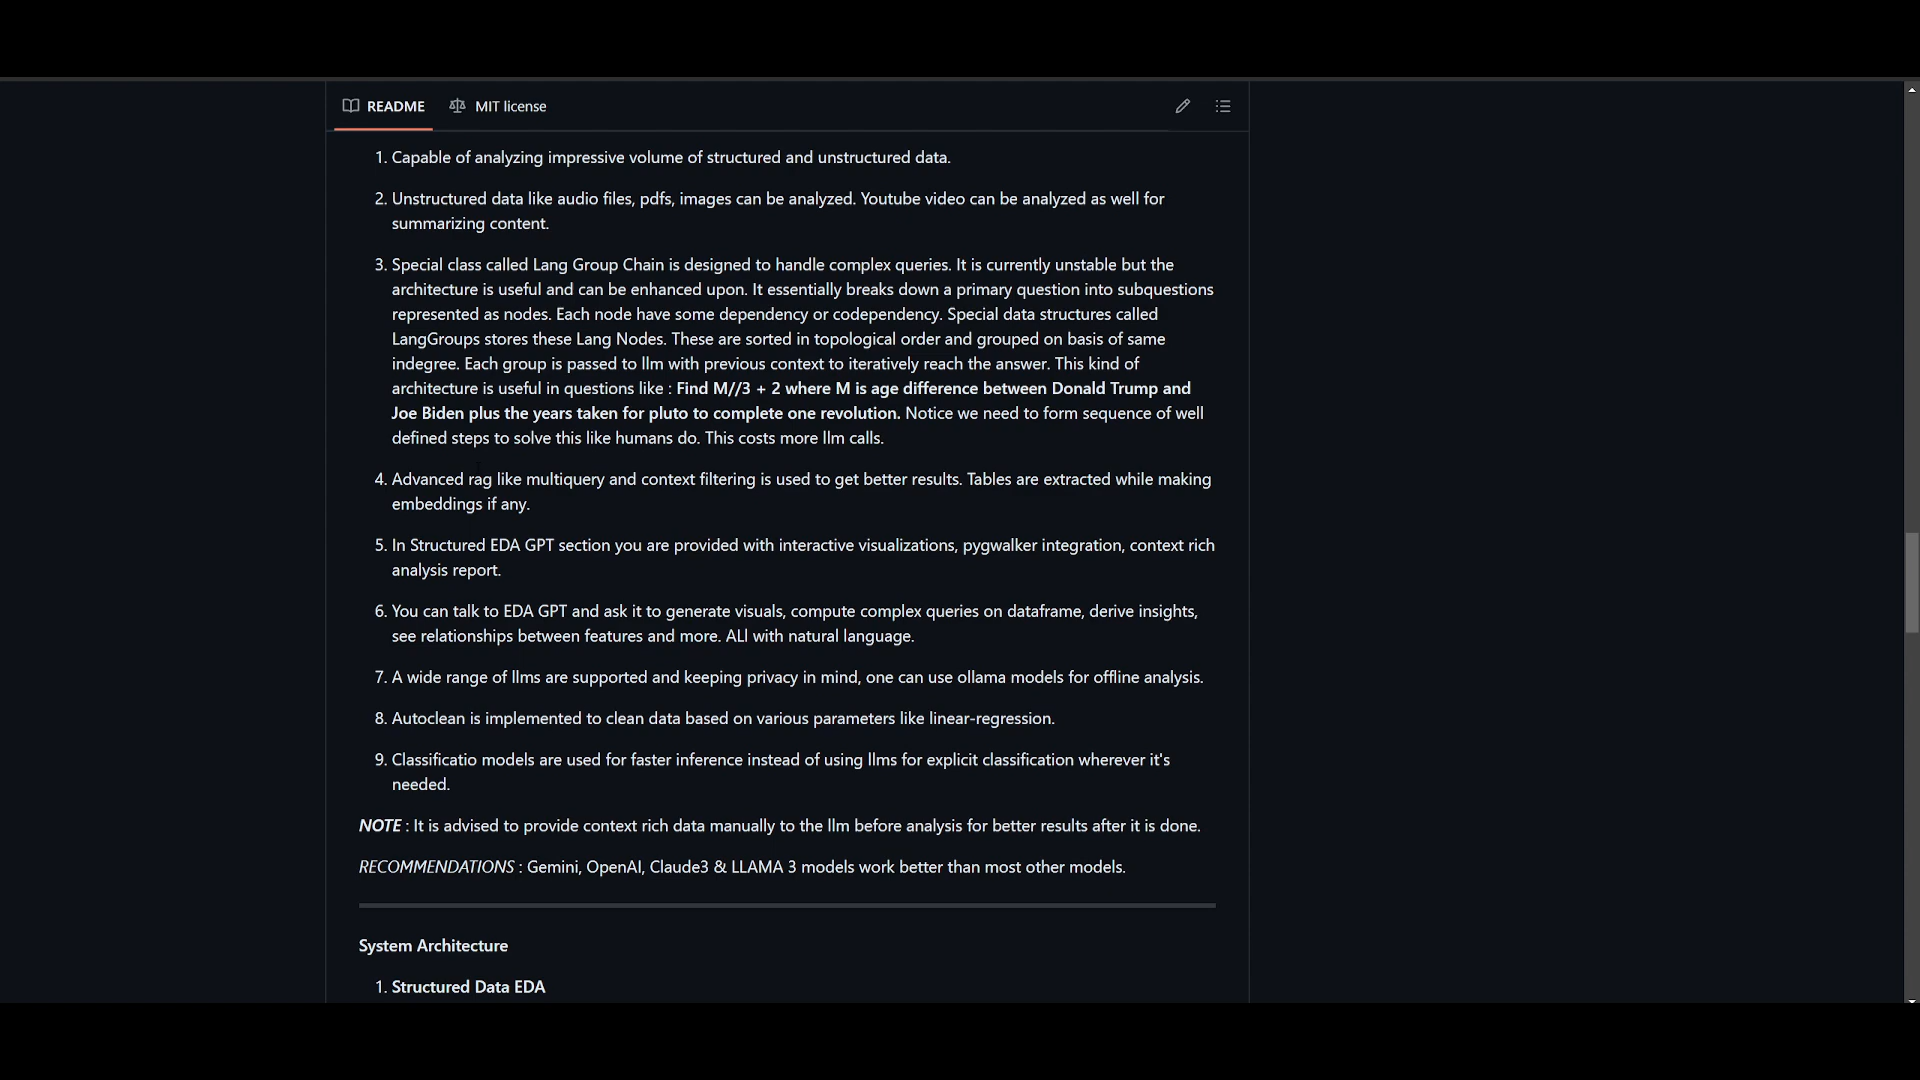 README MIT license
1. Capable of analyzing impressive volume of structured and unstructured data.
2. Unstructured data like audio files, pdfs, images can be analyzed. Youtube video can be analyzed as well for
summarizing content.
3. Special class called Lang Group Chain is designed to handle complex queries. It is currently unstable but the
architecture is useful and can be enhanced upon. It essentially breaks down a primary question into subquestions
represented as nodes. Each node have some dependency or codependency. Special data structures called
LangGroups stores these Lang Nodes. These are sorted in topological order and grouped on basis of same
indegree. Each group is passed to llm with previous context to iteratively reach the answer. This kind of
architecture is useful in questions like : Find M//3 + 2 where M is age difference between Donald Trump and
Joe Biden plus the years taken for pluto to complete one revolution. Notice we need to form sequence of well
defined steps to solve this like humans do. This costs more llm calls.
4. Advanced rag like multiquery and context filtering is used to get better results. Tables are extracted while making
embeddings if any.
5. In Structured EDA GPT section you are provided with interactive visualizations, pygwalker integration, context rich
analysis report.
6. You can talk to EDA GPT and ask it to generate visuals, compute complex queries on dataframe, derive insights,
see relationships between features and more. ALl with natural language.
7. A wide range of llms are supported and keeping privacy in mind, one can use ollama models for offline analysis.
8. Autoclean is implemented to clean data based on various parameters like linear-regression.
9. Classificatio models are used for faster inference instead of using llms for explicit classification wherever it's
needed.
NOTE : It is advised to provide context rich data manually to the llm before analysis for better results after it is done.
RECOMMENDATIONS : Gemini, OpenAI, Claude3 & LLAMA 3 models work better than most other models.
System Architecture
1. Structured Data EDA